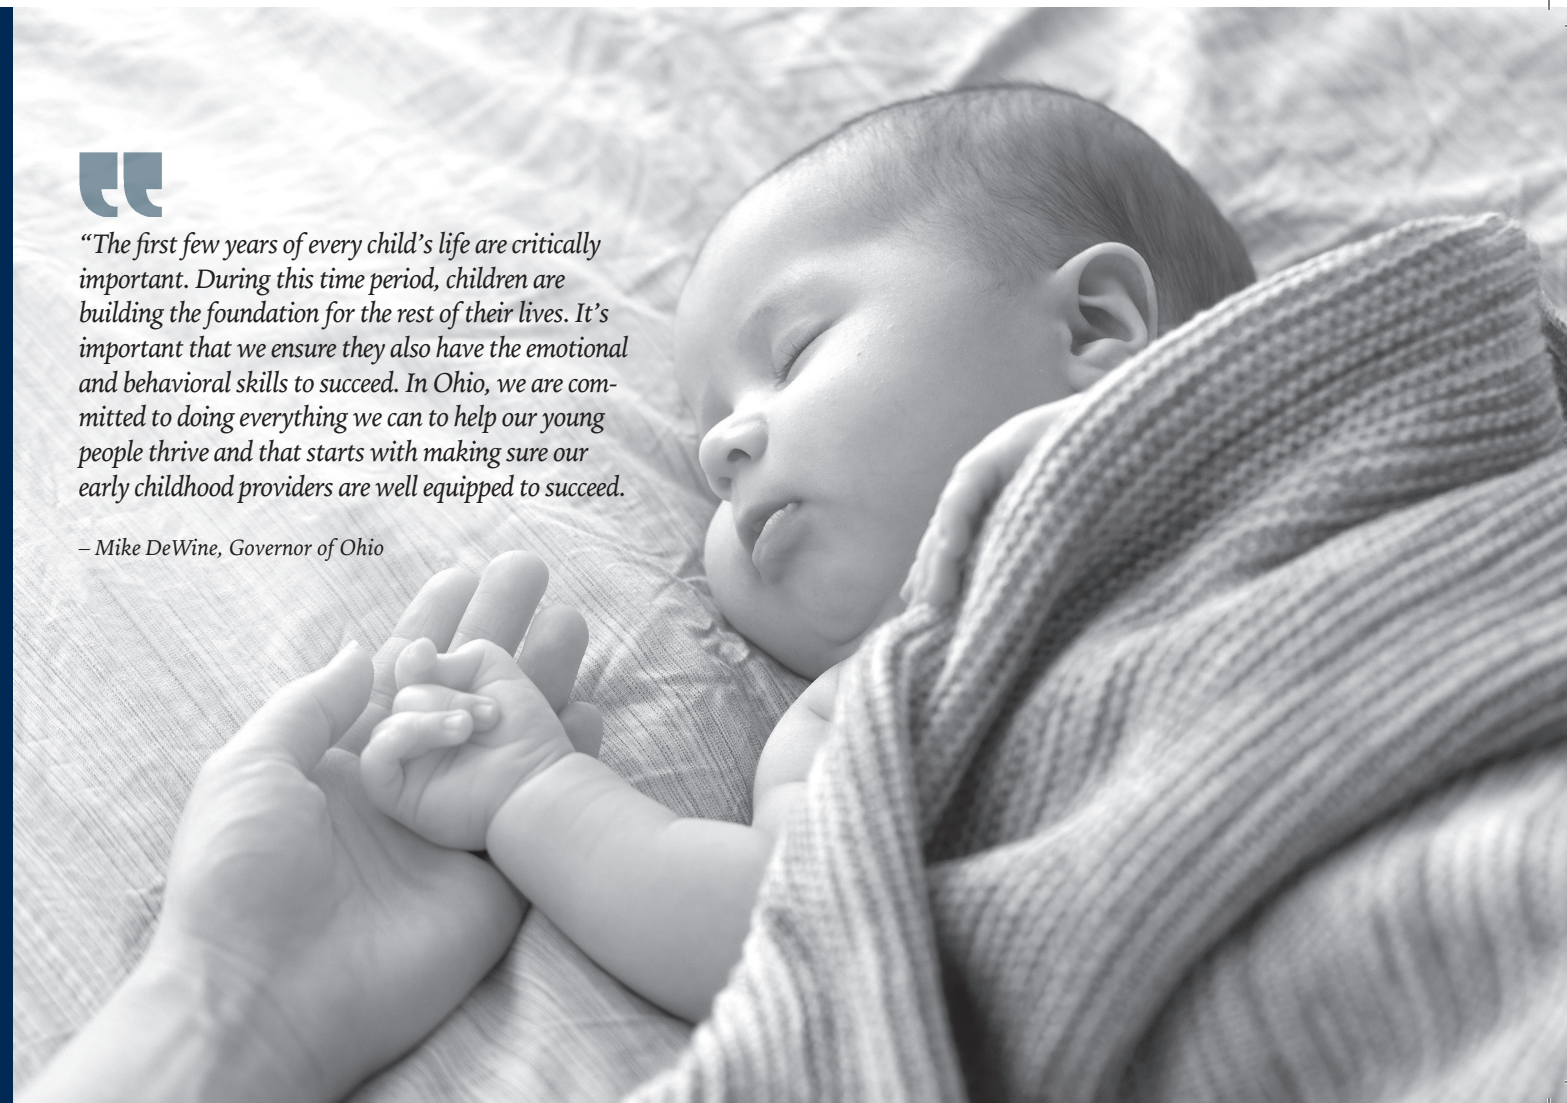 “The first few years of every child’s life are critically
important. During this time period, children are
building the foundation for the rest of their lives. It’s
important that we ensure they also have the emotional
and behavioral skills to succeed. In Ohio, we are com-
mitted to doing everything we can to help our young
people thrive and that starts with making sure our
early childhood providers are well equipped to succeed.
– Mike DeWine, Governor of Ohio